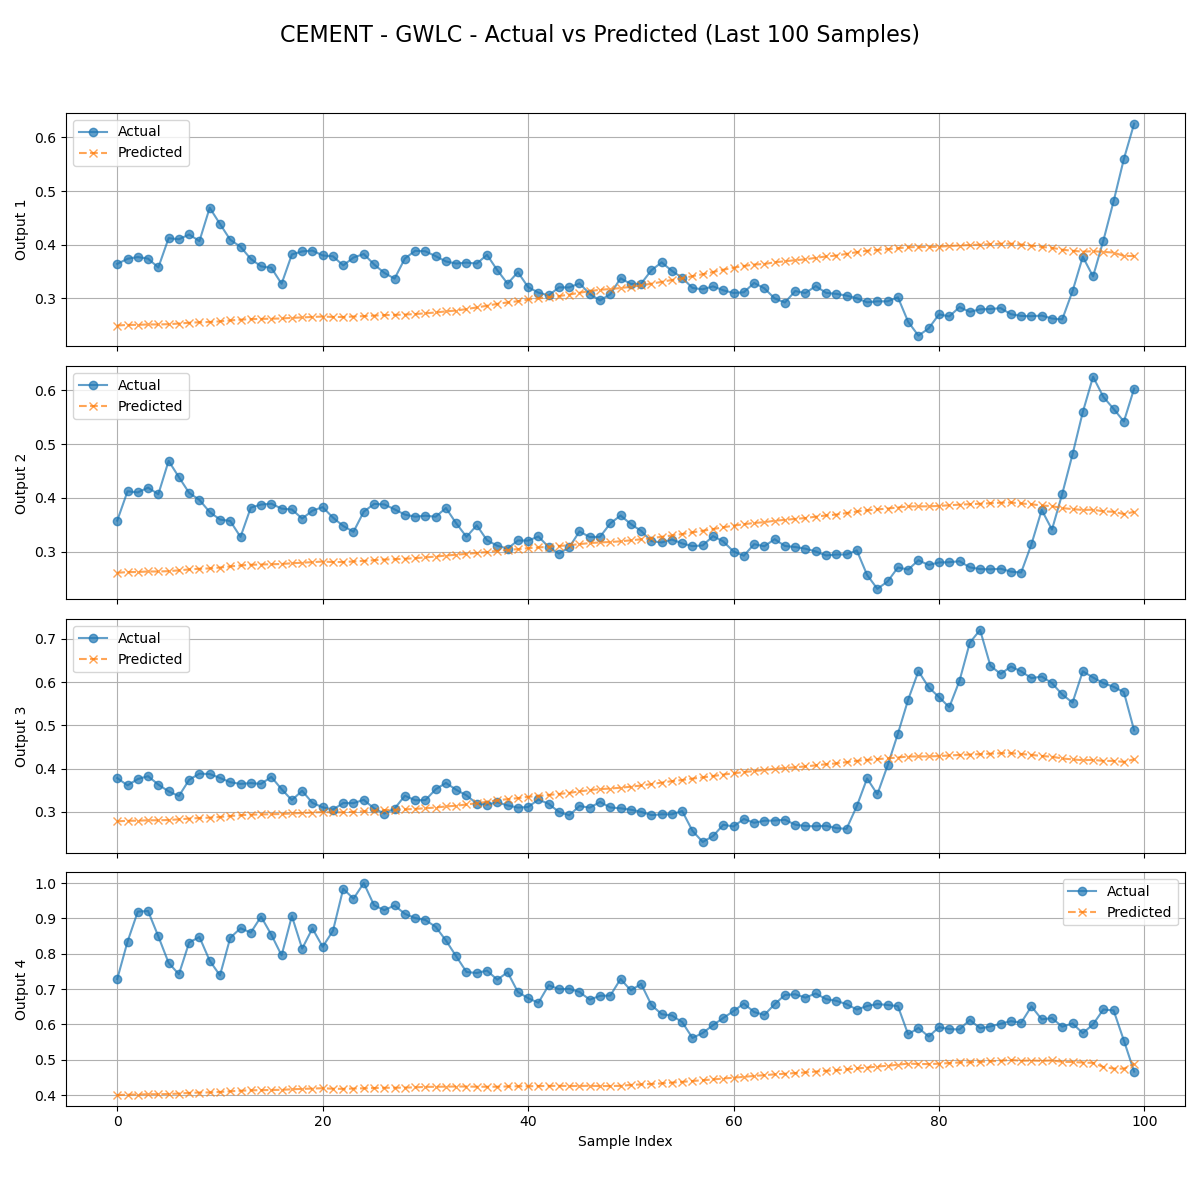 CEMENT - GWLC - Actual vs Predicted (Last 100 Samples)
Actual
Predicted
0.6
0.5
0.4
0.3
Output 1
Actual
Predicted
0.6
0.5
0.4
0.3
Output 2
Actual
Predicted
0.7
0.6
0.5
0.4
0.3
Output 3
Actual
Predicted
1.0
0.9
0.8
0.7
0.6
0.5
0.4
Output 4
0 20 40 60 80 100
Sample Index